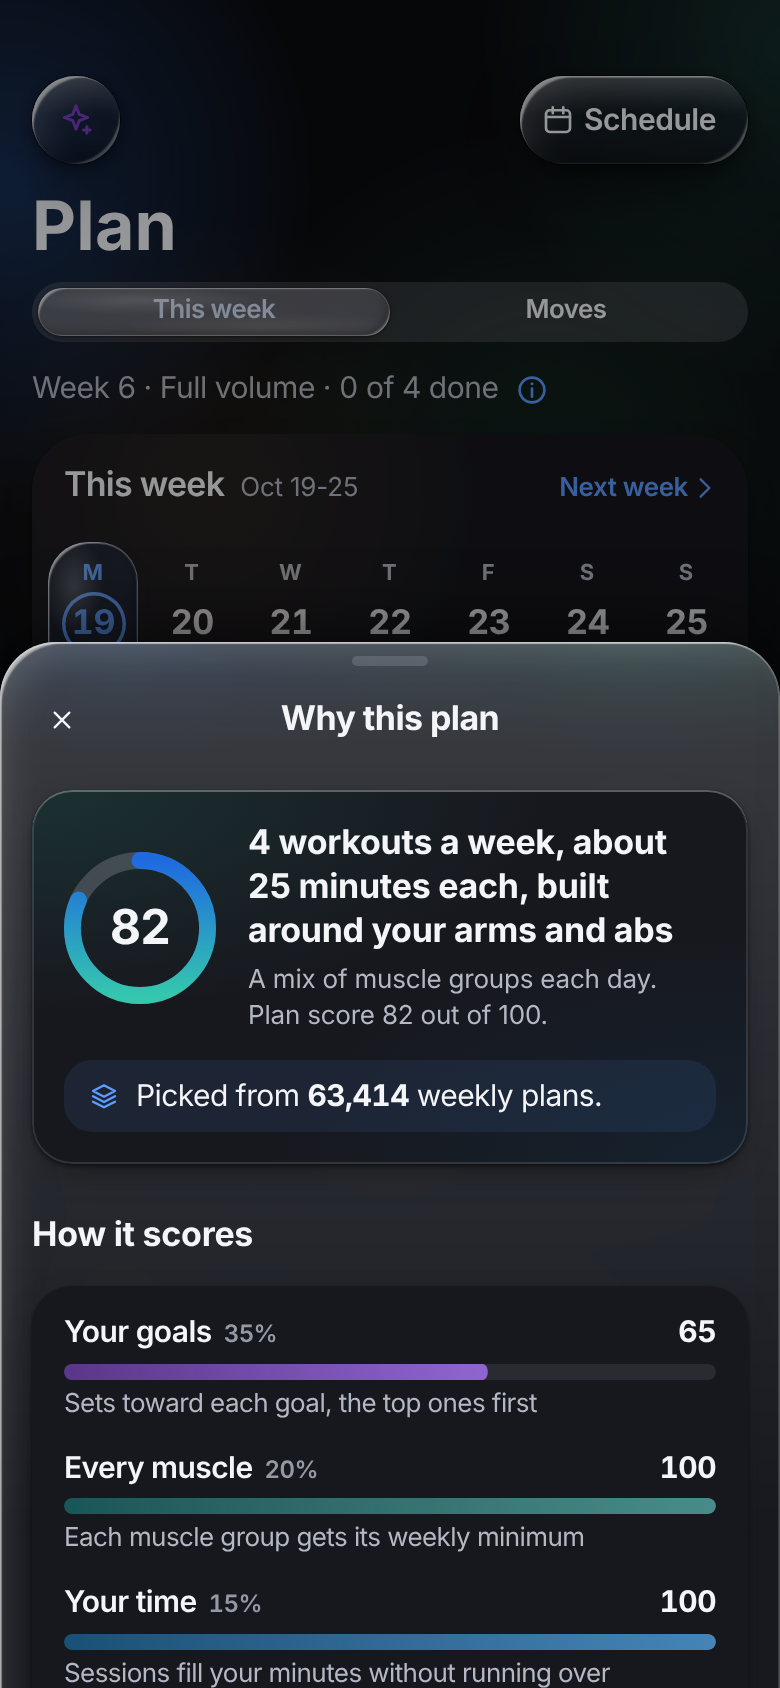 Schedule
Plan
This week
Moves
Week 6 · Full volume · 0 of 4 done
This week Oct 19-25
Next week
M T W T F S S
19 20 21 22 23 24 25
Why this plan
82
4 workouts a week, about
25 minutes each, built
around your arms and abs
A mix of muscle groups each day.
Plan score 82 out of 100.
Picked from 63,414 weekly plans.
How it scores
Your goals 35% 65
Sets toward each goal, the top ones first
Every muscle 20% 100
Each muscle group gets its weekly minimum
Your time 15% 100
Sessions fill your minutes without running over